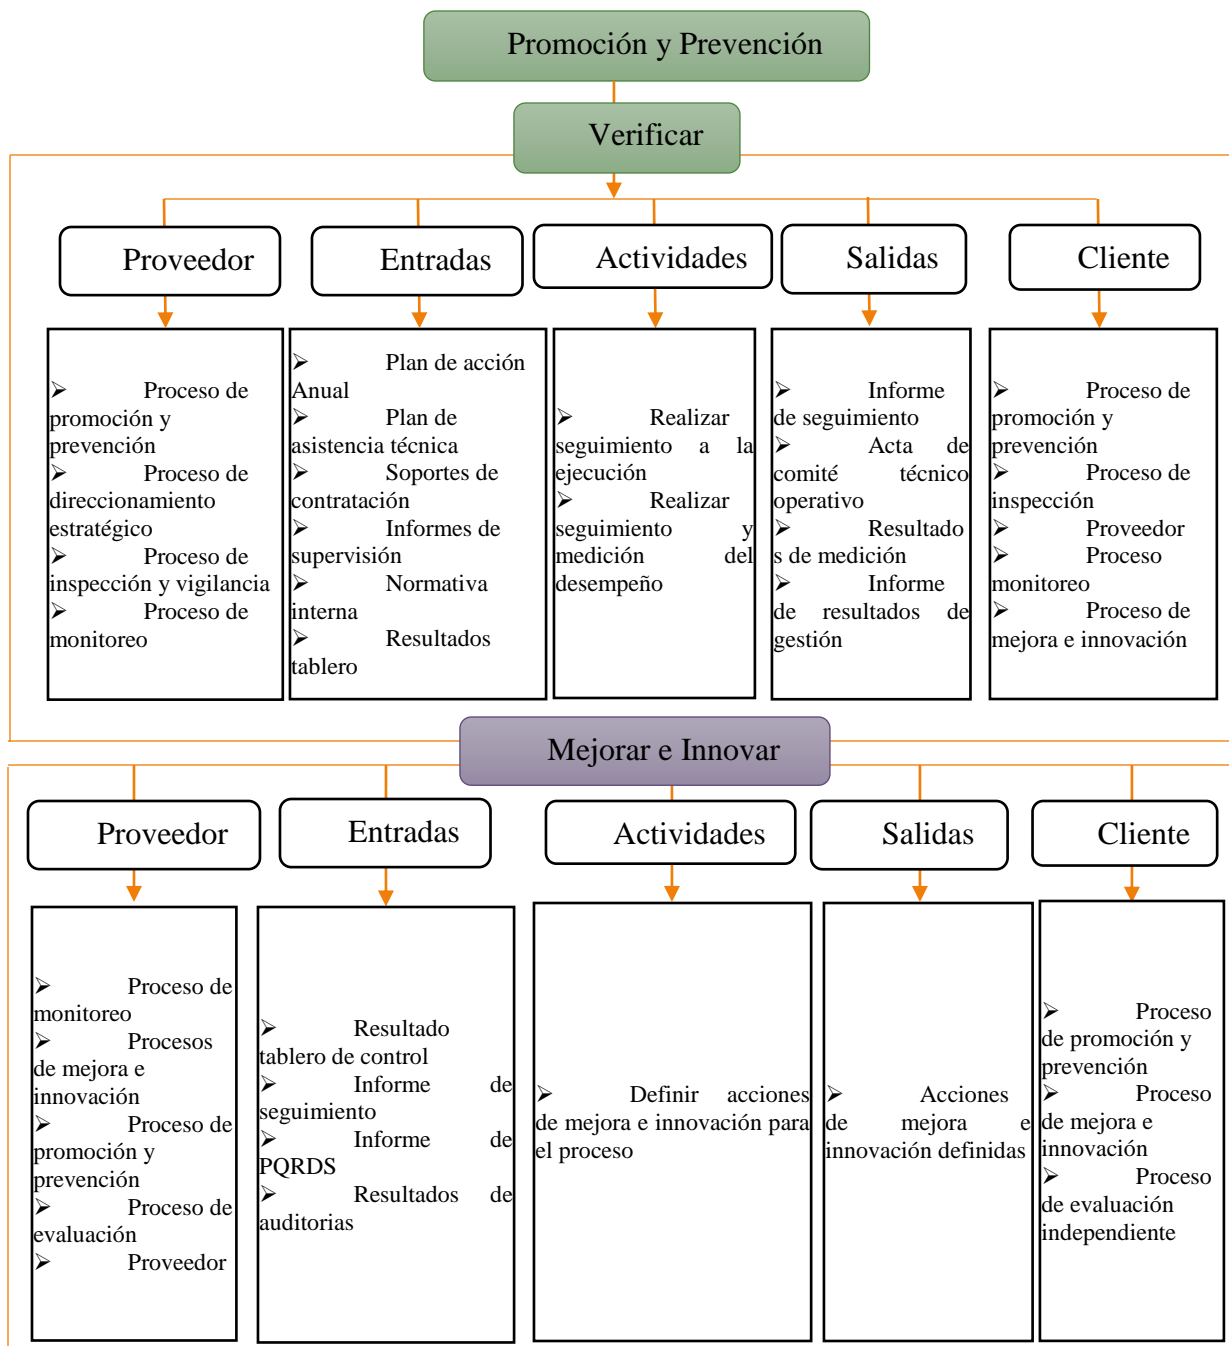 Promoción y Prevención
Verificar
Proveedor
Entradas
Actividades
Salidas
Cliente
➢ Proceso de
promoción y
prevención
➢ Proceso de
direccionamiento
estratégico
➢ Proceso de
inspección y vigilancia
➢ Proceso de
monitoreo
➢ Plan de acción
Anual
➢ Plan de
asistencia técnica
➢ Soportes de
contratación
➢ Informes de
supervisión
➢ Normativa
interna
➢ Resultados
tablero
➢ Realizar
seguimiento a la
ejecución
➢ Realizar
seguimiento y
medición del
desempeño
➢ Informe
de seguimiento
➢ Acta de
comité técnico
operativo
➢ Resultado
s de medición
➢ Informe
de resultados de
gestión
➢ Proceso de
promoción y
prevención
➢ Proceso de
inspección
➢ Proveedor
➢ Proceso
monitoreo
➢ Proceso de
mejora e innovación
Mejorar e Innovar
Proveedor
Entradas
Actividades
Salidas
Cliente
➢ Proceso de
monitoreo
➢ Procesos
de mejora e
innovación
➢ Proceso de
promoción y
prevención
➢ Proceso de
evaluación
➢ Proveedor
➢ Resultado
tablero de control
➢ Informe de
seguimiento
➢ Informe de
PQRDS
➢ Resultados de
auditorias
➢ Definir acciones
de mejora e innovación para
el proceso
➢ Acciones
de mejora e
innovación definidas
➢ Proceso
de promoción y
prevención
➢ Proceso
de mejora e
innovación
➢ Proceso
de evaluación
independiente